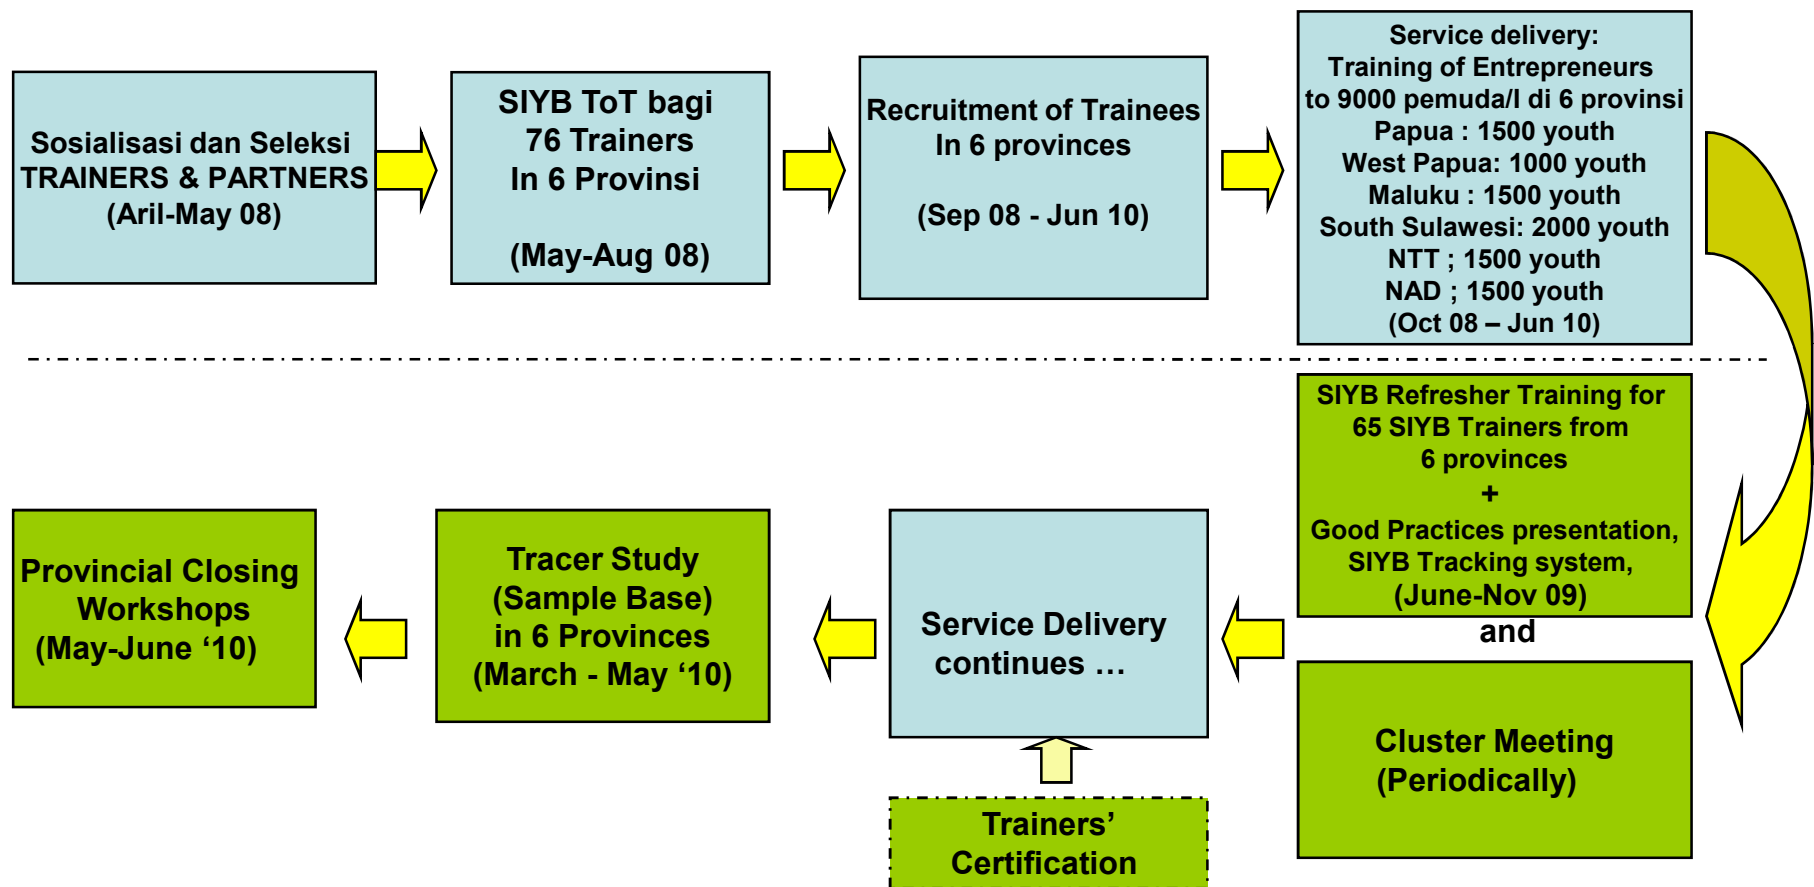 Sosialisasi dan Seleksi
TRAINERS & PARTNERS
(Aril-May 08)
SIYB ToT bagi
76 Trainers
In 6 Provinsi
(May-Aug 08)
Recruitment of Trainees
In 6 provinces
(Sep 08 - Jun 10)
Service delivery:
Training of Entrepreneurs
to 9000 pemuda/I di 6 provinsi
Papua : 1500 youth
West Papua: 1000 youth
Maluku : 1500 youth
South Sulawesi: 2000 youth
NTT ; 1500 youth
NAD ; 1500 youth
(Oct 08 – Jun 10)
SIYB Refresher Training for
65 SIYB Trainers from
6 provinces
+
Good Practices presentation,
SIYB Tracking system,
(June-Nov 09)
and
Cluster Meeting
(Periodically)
Service Delivery
continues …
Trainers’
Certification
Tracer Study
(Sample Base)
in 6 Provinces
(March - May ‘10)
Provincial Closing
Workshops
(May-June ‘10)